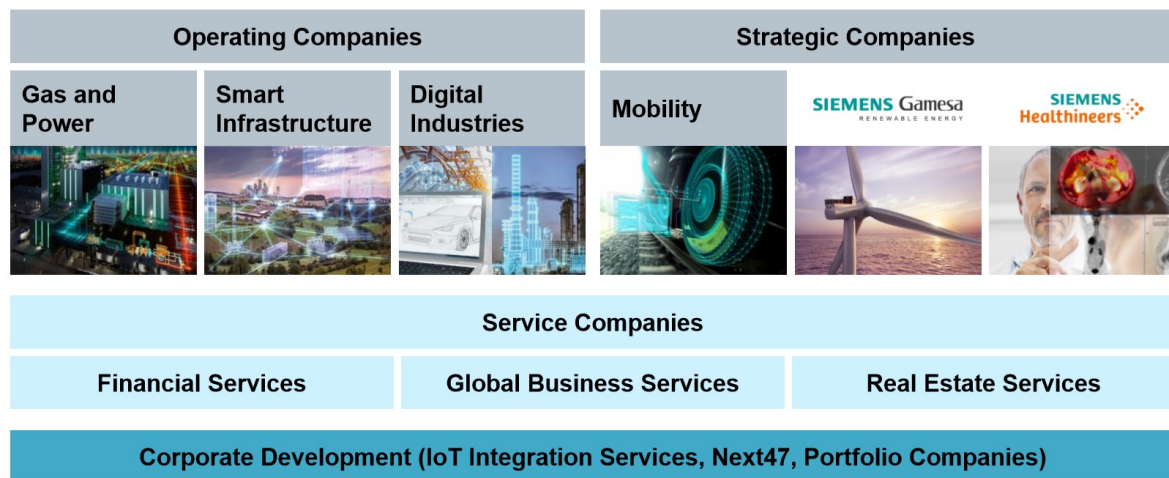 Operating Companies
Strategic Companies
Gas and
Power
Smart
Infrastructure
Digital
Industries
Mobility
SIEMENS Gamesa
RENEWABLE ENERGY
SIEMENS
Healthineers
Service Companies
Financial Services
Global Business Services
Real Estate Services
Corporate Development (IoT Integration Services, Next47, Portfolio Companies)